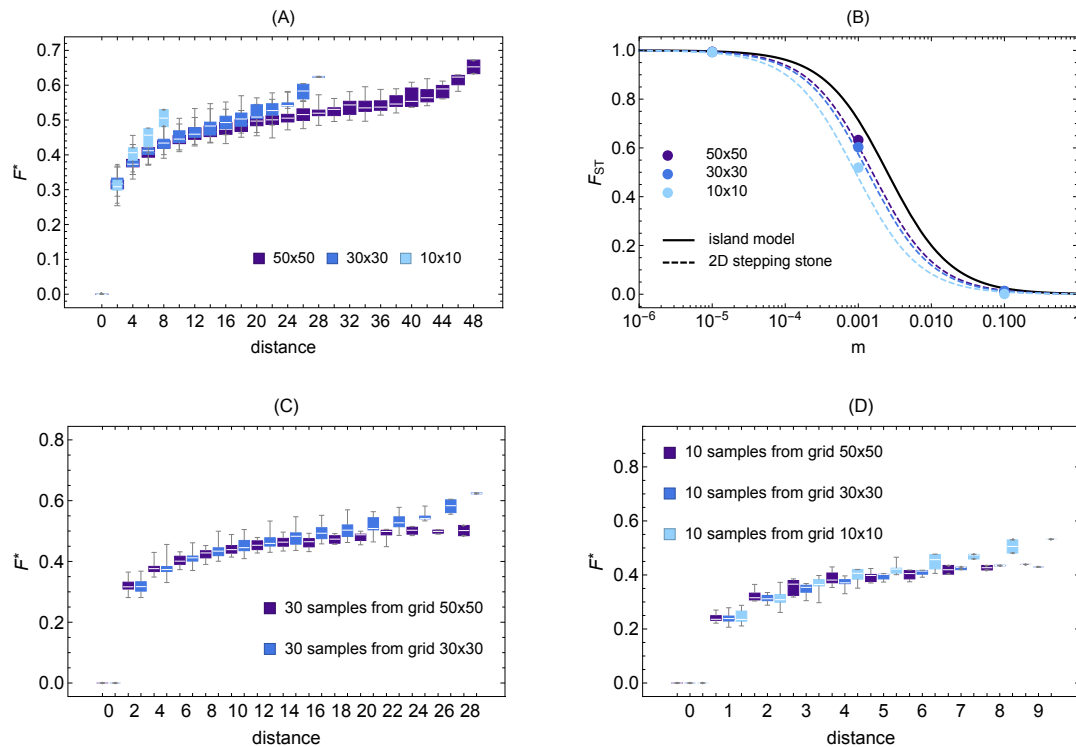 (A)
0.7
0.6
0.5
0.4
0.3
0.2
0.1
0.0
F*
50x50 30x30 10x10
0 4 8 12 16 20 24 28 32 36 40 44 48
distance
(B)
1.0
0.8
0.6
0.4
0.2
0.0
FST
50x50
30x30
10x10
island model
2D stepping stone
10−6 10−5 10−4 0.001 0.010 0.100
m
(C)
0.8
0.6
0.4
0.2
0.0
F*
30 samples from grid 50x50
30 samples from grid 30x30
0 2 4 6 8 10 12 14 16 18 20 22 24 26 28
distance
(D)
0.8
0.6
0.4
0.2
0.0
F*
10 samples from grid 50x50
10 samples from grid 30x30
10 samples from grid 10x10
0 1 2 3 4 5 6 7 8 9
distance